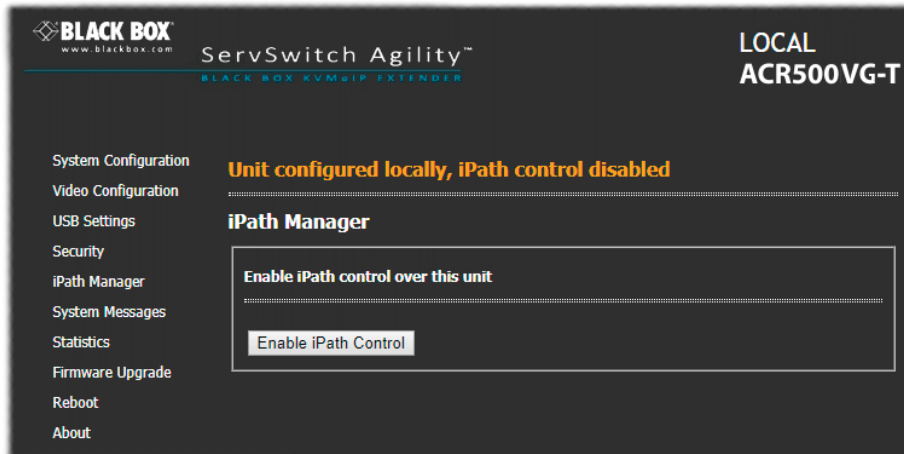 BLACK BOX
www.blackbox.com
ServSwitch Agility™
BLACK BOX KVMoIP EXTENDER
LOCAL
ACR500VG-T
System Configuration
Video Configuration
USB Settings
Security
iPath Manager
System Messages
Statistics
Firmware Upgrade
Reboot
About
Unit configured locally, iPath control disabled
iPath Manager
Enable iPath control over this unit
Enable iPath Control